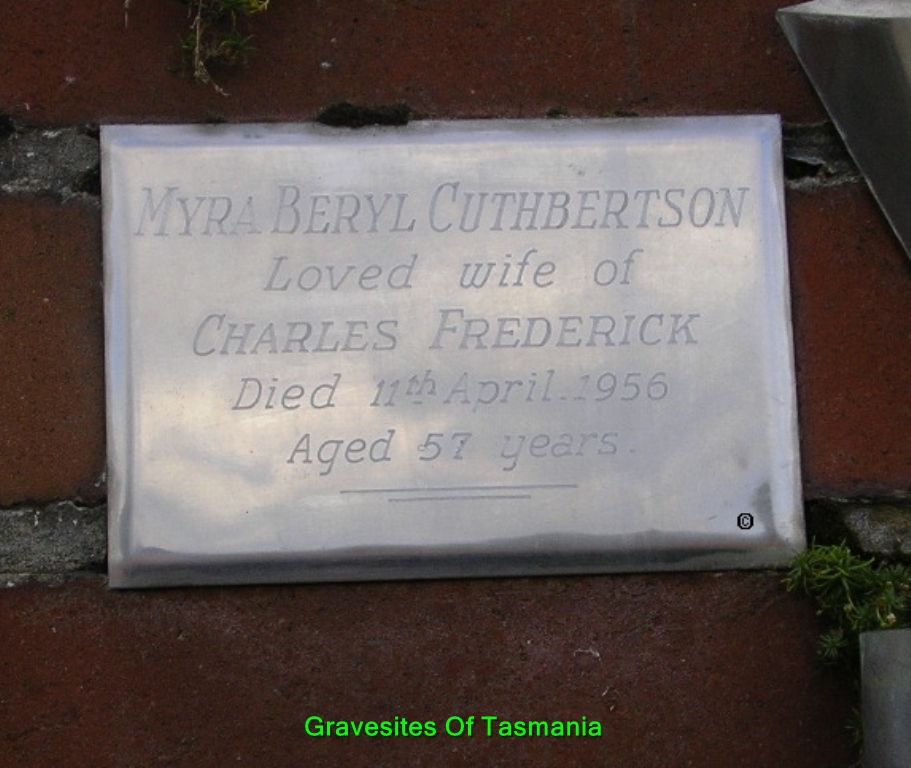 MYRA BERYL CUTHBERTSON
Loved wife of
CHARLES FREDERICK
Died 11th April. 1956
Aged 57 years.
©
Gravesites Of Tasmania